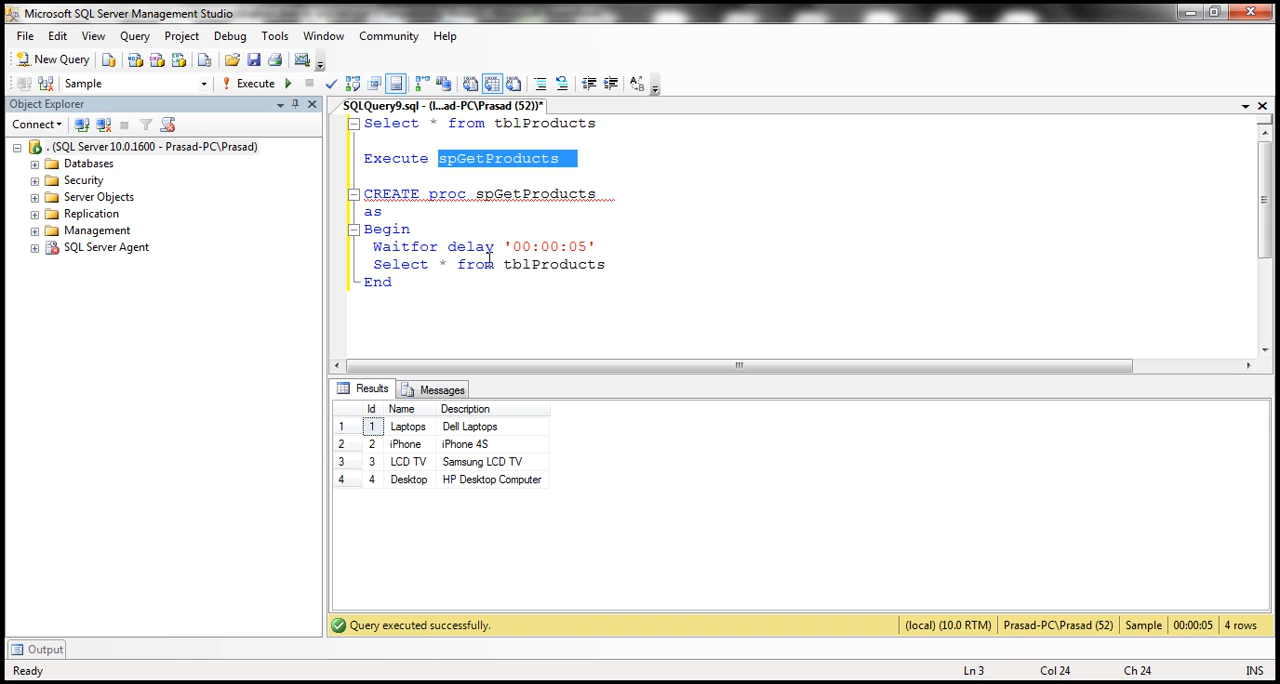 Microsoft SQL Server Management Studio
File Edit View Query Project Debug Tools Window Community Help
New Query
Sample Execute
Object Explorer
SQLQuery9.sql - (l...ad-PC\Prasad (52))*
Connect
. (SQL Server 10.0.1600 - Prasad-PC\Prasad)
Databases
Security
Server Objects
Replication
Management
SQL Server Agent
Select * from tblProducts
Execute spGetProducts
CREATE proc spGetProducts
as
Begin
Waitfor delay '00:00:05'
Select * from tblProducts
End
Results Messages
Id Name Description
1 1 Laptops Dell Laptops
2 2 iPhone iPhone 4S
3 3 LCD TV Samsung LCD TV
4 4 Desktop HP Desktop Computer
Query executed successfully. (local) (10.0 RTM) Prasad-PC\Prasad (52) Sample 00:00:05 4 rows
Output
Ready Ln 3 Col 24 Ch 24 INS